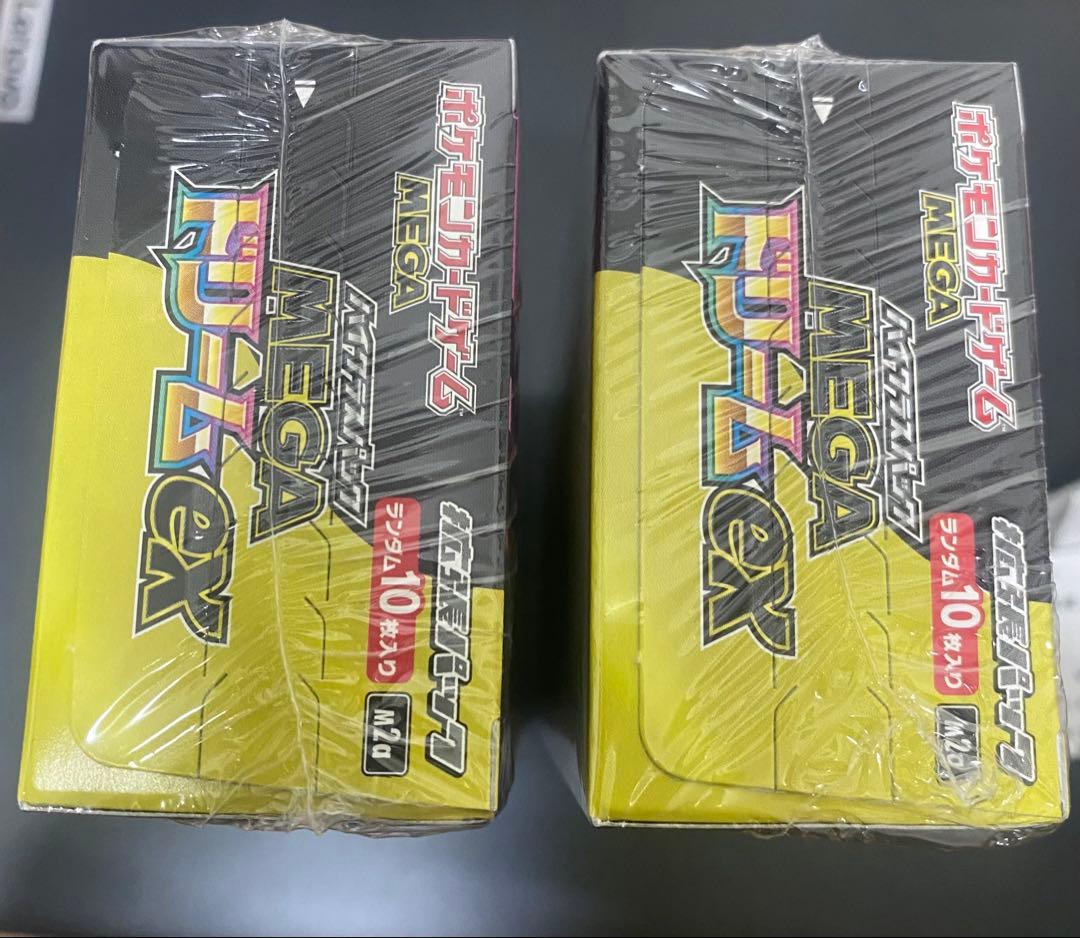 Lenovo
ポケモンカードゲーム
MEGA
拡張パック
ハイクラスパック
MEGA
ドリームex
ランダム10枚入り
M2a
ポケモンカードゲーム
MEGA
拡張パック
ハイクラスパック
MEGA
ドリームex
ランダム10枚入り
M2a